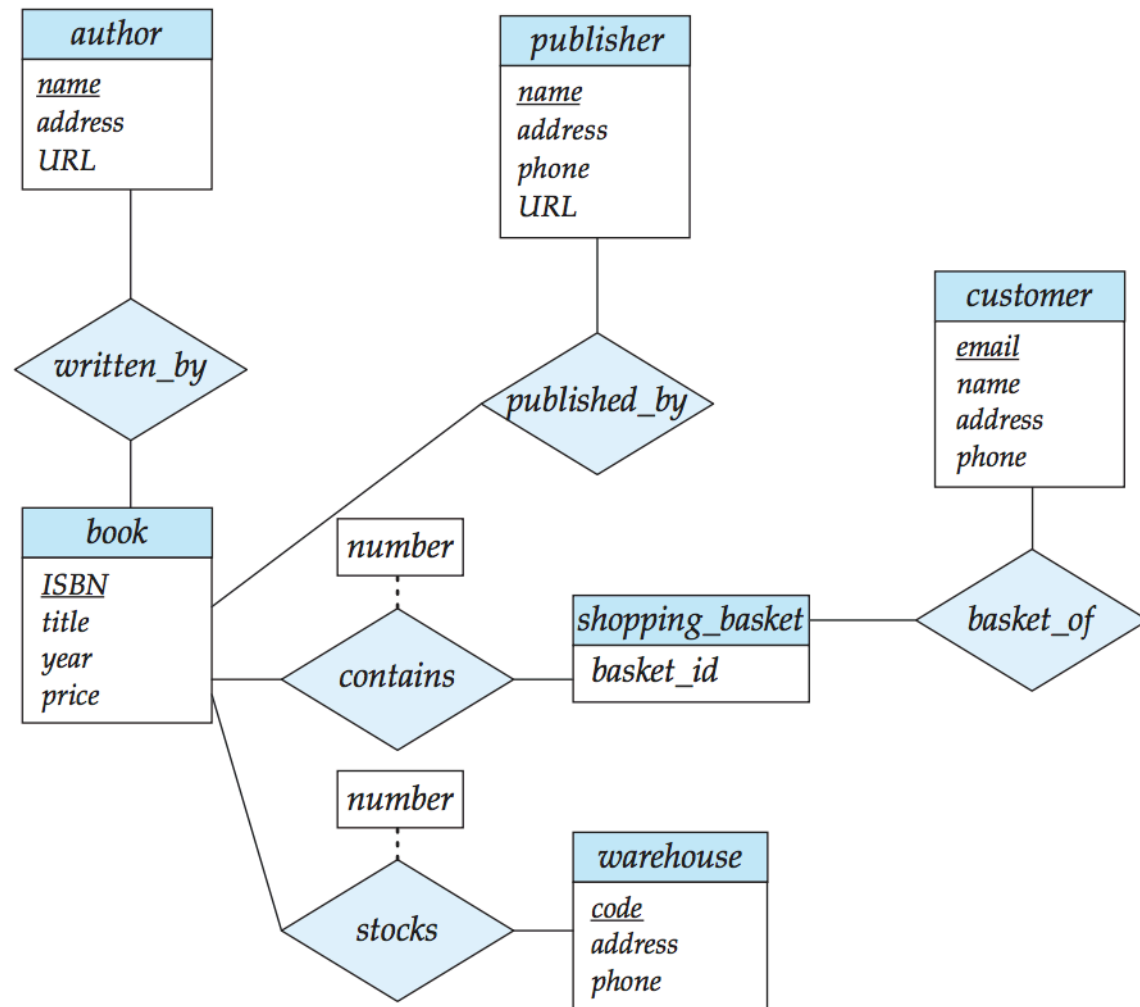 author
name
address
URL
publisher
name
address
phone
URL
written_by
published_by
customer
email
name
address
phone
book
ISBN
title
year
price
number
contains
shopping_basket
basket_id
basket_of
number
stocks
warehouse
code
address
phone